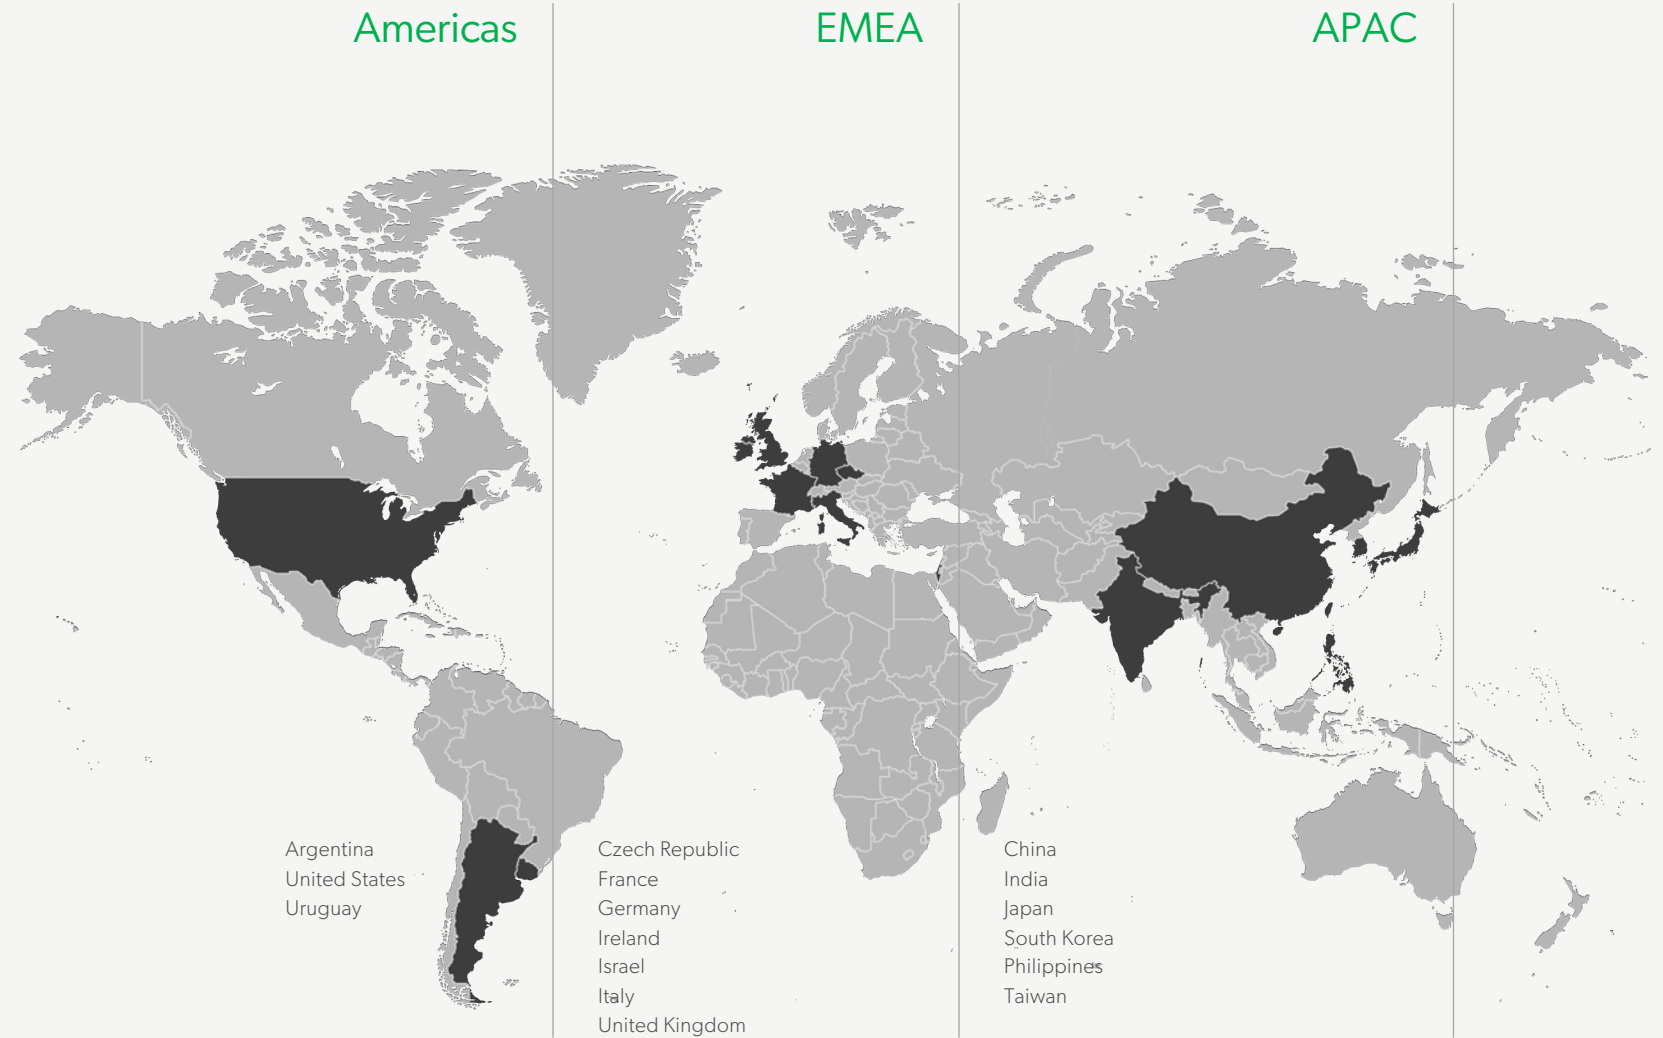 Americas
EMEA
APAC
Argentina
United States
Uruguay
Czech Republic
France
Germany
Ireland
Israel
Italy
United Kingdom
China
India
Japan
South Korea
Philippines
Taiwan